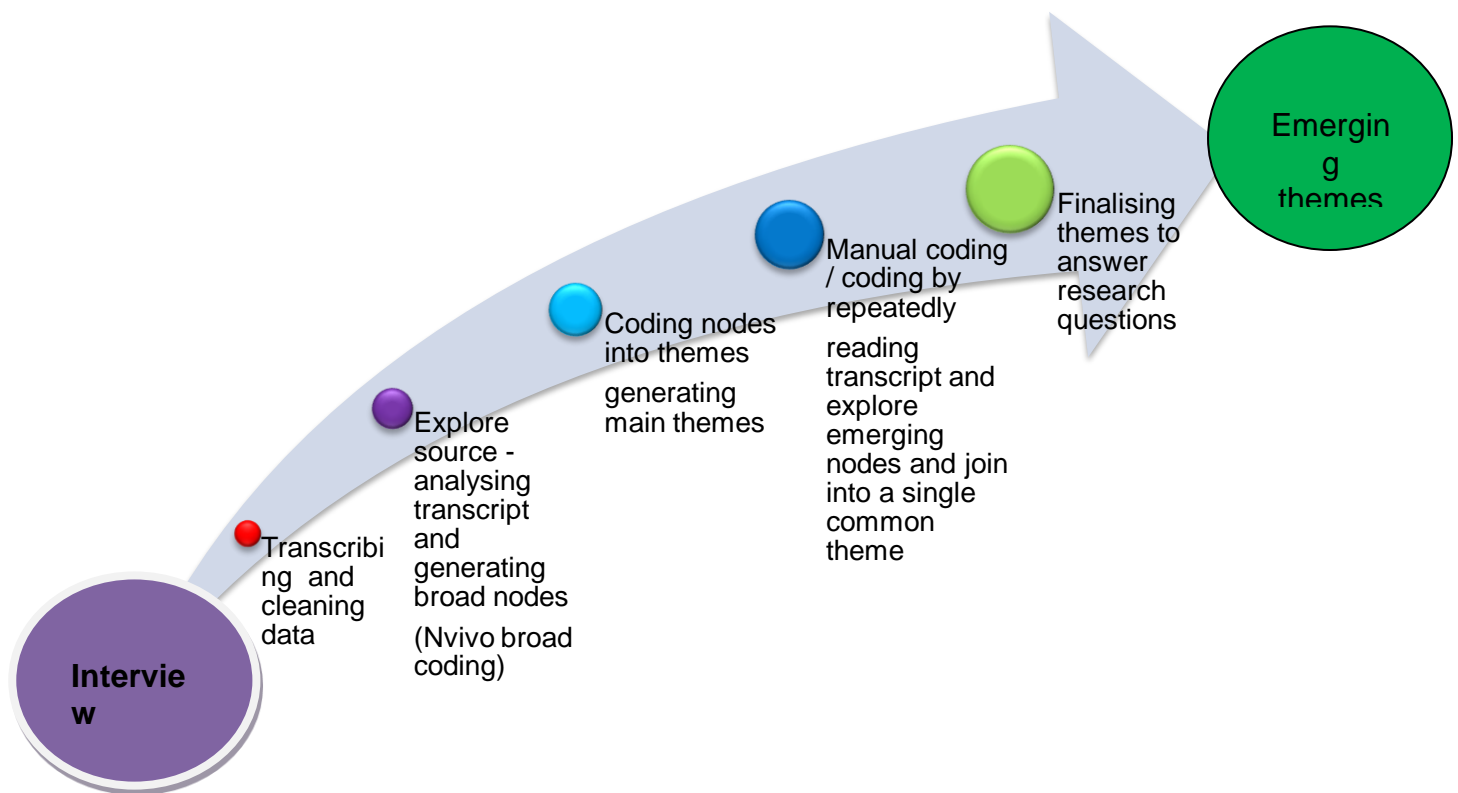 Intervie
w
Transcribi
ng and
cleaning
data
Explore
source -
analysing
transcript
and
generating
broad nodes
(Nvivo broad
coding)
Coding nodes
into themes
generating
main themes
Manual coding
/ coding by
repeatedly
reading
transcript and
explore
emerging
nodes and join
into a single
common
theme
Finalising
themes to
answer
research
questions
Emergin
g
themes